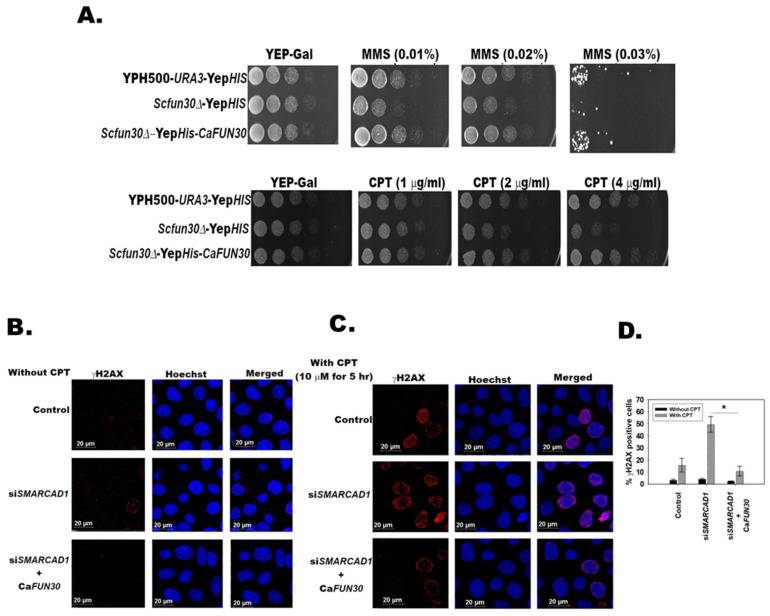 A.
YEP-Gal MMS (0.01%) MMS (0.02%) MMS (0.03%)
YPH500-URA3-YepHIS
Scfun30Δ-YepHIS
Scfun30Δ–YepHis-CaFUN30
YEP-Gal CPT (1 μg/ml) CPT (2 μg/ml) CPT (4 μg/ml)
YPH500-URA3-YepHIS
Scfun30Δ-YepHIS
Scfun30Δ-YepHis-CaFUN30
B.
Without CPT γH2AX Hoechst Merged
Control
20 μm 20 μm 20 μm
siSMARCAD1
20 μm 20 μm 20 μm
siSMARCAD1
+
CaFUN30
20 μm 20 μm 20 μm
C.
With CPT
(10 μM for 5 hr) γH2AX Hoechst Merged
Control
20 μm 20 μm 20 μm
siSMARCAD1
20 μm 20 μm 20 μm
siSMARCAD1
+
CaFUN30
20 μm 20 μm 20 μm
D.
% γH2AX positive cells
70
60
50
40
30
20
10
0
Without CPT
With CPT
*
Control
siSMARCAD1
siSMARCAD1
+
CaFUN30